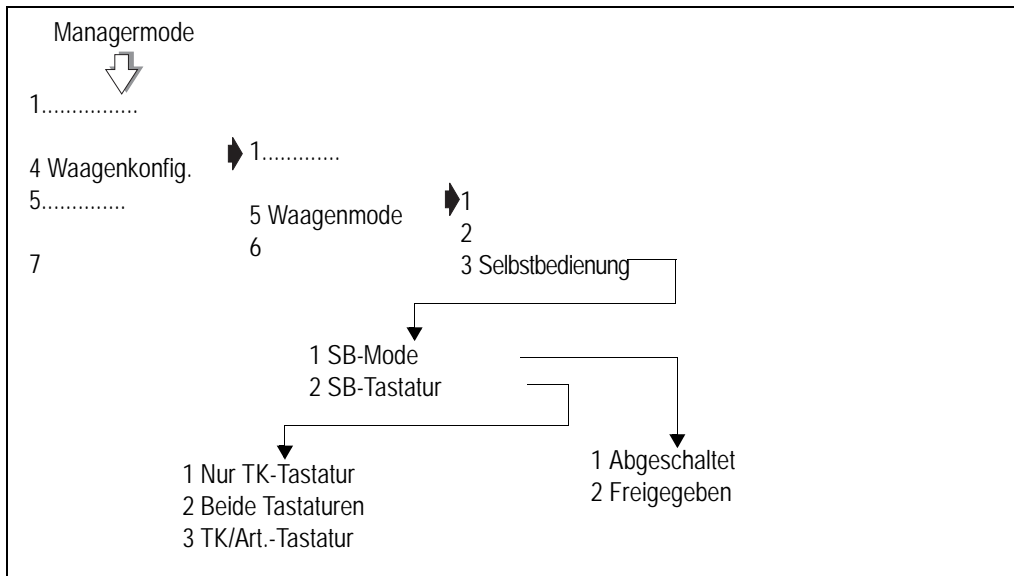 Managermode
1................
4 Waagenkonfig.
5..............
7
1.............
5 Waagenmode
6
1
2
3 Selbstbedienung
1 SB-Mode
2 SB-Tastatur
1 Nur TK-Tastatur
2 Beide Tastaturen
3 TK/Art.-Tastatur
1 Abgeschaltet
2 Freigegeben